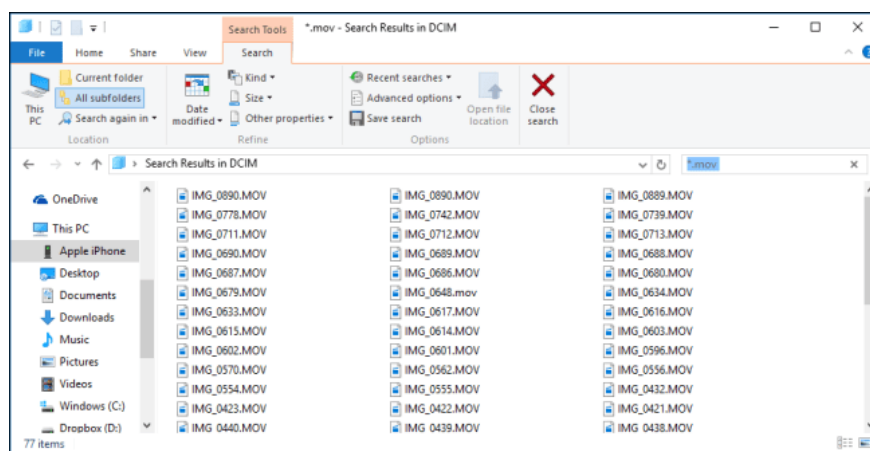 Search Tools
*.mov - Search Results in DCIM
File Home Share View Search
Current folder
All subfolders
Search again in
This PC
Location
Date modified
Kind
Size
Other properties
Refine
Recent searches
Advanced options
Save search
Open file location
Options
Close search
Search Results in DCIM
*.mov
OneDrive
This PC
Apple iPhone
Desktop
Documents
Downloads
Music
Pictures
Videos
Windows (C:)
Dropbox (D:)
IMG_0890.MOV IMG_0890.MOV IMG_0889.MOV
IMG_0778.MOV IMG_0742.MOV IMG_0739.MOV
IMG_0711.MOV IMG_0712.MOV IMG_0713.MOV
IMG_0690.MOV IMG_0689.MOV IMG_0688.MOV
IMG_0687.MOV IMG_0686.MOV IMG_0680.MOV
IMG_0679.MOV IMG_0648.mov IMG_0634.MOV
IMG_0633.MOV IMG_0617.MOV IMG_0616.MOV
IMG_0615.MOV IMG_0614.MOV IMG_0603.MOV
IMG_0602.MOV IMG_0601.MOV IMG_0596.MOV
IMG_0570.MOV IMG_0562.MOV IMG_0556.MOV
IMG_0554.MOV IMG_0555.MOV IMG_0432.MOV
IMG_0423.MOV IMG_0422.MOV IMG_0421.MOV
IMG_0440.MOV IMG_0439.MOV IMG_0438.MOV
77 items